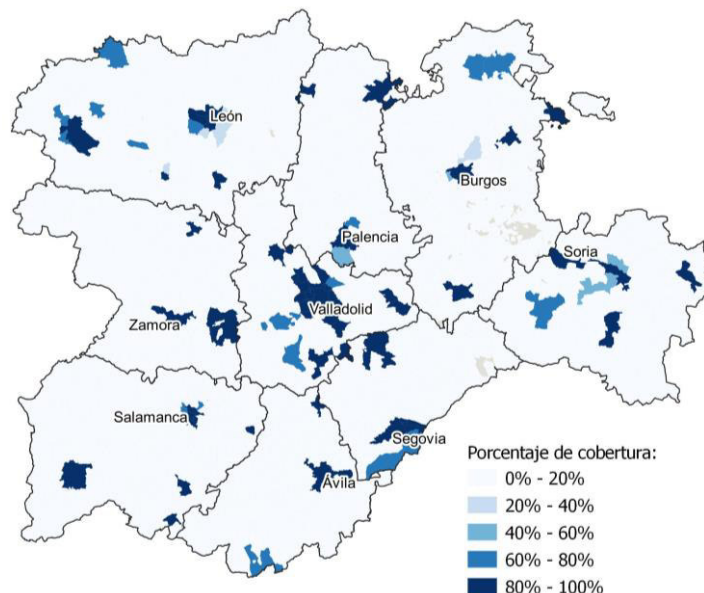 León
Burgos
Palencia
Soria
Valladolid
Zamora
Salamanca
Segovia
Ávila
Porcentaje de cobertura:
0% - 20%
20% - 40%
40% - 60%
60% - 80%
80% - 100%